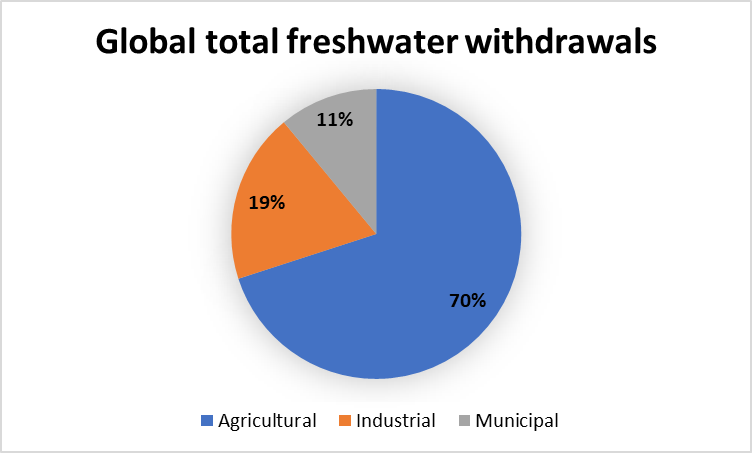 Global total freshwater withdrawals
11%
19%
70%
Agricultural Industrial Municipal